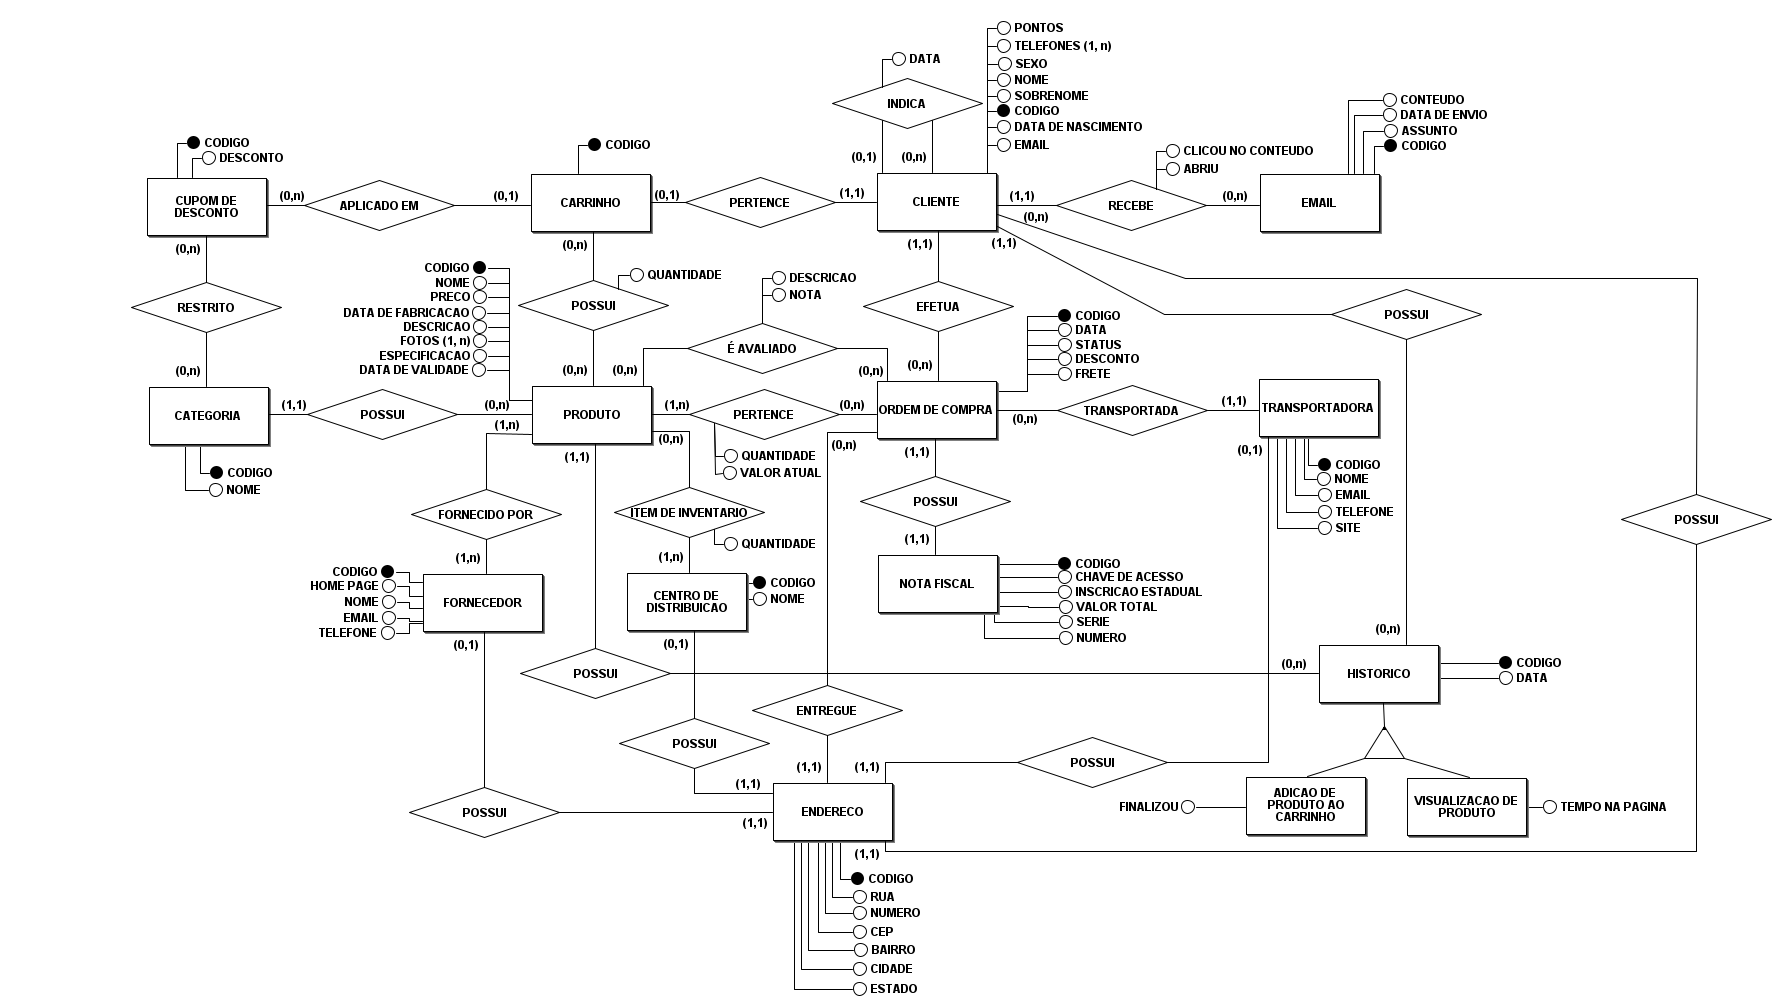 PONTOS
TELEFONES (1, n)
SEXO
NOME
SOBRENOME
CODIGO
DATA DE NASCIMENTO
EMAIL
DATA
INDICA
(0,1)
(0,n)
CONTEUDO
DATA DE ENVIO
ASSUNTO
CODIGO
CODIGO
DESCONTO
CODIGO
CLICOU NO CONTEUDO
ABRIU
CUPOM DE
DESCONTO
(0,n)
APLICADO EM
(0,1)
CARRINHO
(0,1)
PERTENCE
(1,1)
CLIENTE
(1,1)
RECEBE
(0,n)
EMAIL
(0,n)
(0,n)
(0,n)
(1,1)
(1,1)
RESTRITO
(0,n)
CODIGO
NOME
PRECO
DATA DE FABRICACAO
DESCRICAO
FOTOS (1, n)
ESPECIFICACAO
DATA DE VALIDADE
QUANTIDADE
POSSUI
(0,n)
DESCRICAO
NOTA
É AVALIADO
(0,n)
(0,n)
EFETUA
(0,n)
POSSUI
CODIGO
DATA
STATUS
DESCONTO
FRETE
CATEGORIA
(1,1)
POSSUI
(0,n)
PRODUTO
(1,n)
PERTENCE
(0,n)
ORDEM DE COMPRA
(0,n)
TRANSPORTADA
(1,1)
TRANSPORTADORA
CODIGO
NOME
(1,n)
(1,1)
(0,n)
QUANTIDADE
VALOR ATUAL
(0,n)
(1,1)
(0,1)
CODIGO
NOME
EMAIL
TELEFONE
SITE
FORNECIDO POR
(1,n)
ITEM DE INVENTARIO
QUANTIDADE
(1,n)
POSSUI
(1,1)
POSSUI
CODIGO
HOME PAGE
NOME
EMAIL
TELEFONE
FORNECEDOR
(0,1)
CENTRO DE
DISTRIBUICAO
CODIGO
NOME
(0,1)
NOTA FISCAL
CODIGO
CHAVE DE ACESSO
INSCRICAO ESTADUAL
VALOR TOTAL
SERIE
NUMERO
(0,n)
POSSUI
(0,n)
HISTORICO
CODIGO
DATA
ENTREGUE
POSSUI
(1,1)
(1,1)
POSSUI
(1,1)
POSSUI
(1,1)
ENDERECO
(1,1)
FINALIZOU
ADICAO DE
PRODUTO AO
CARRINHO
VISUALIZACAO DE
PRODUTO
TEMPO NA PAGINA
CODIGO
RUA
NUMERO
CEP
BAIRRO
CIDADE
ESTADO